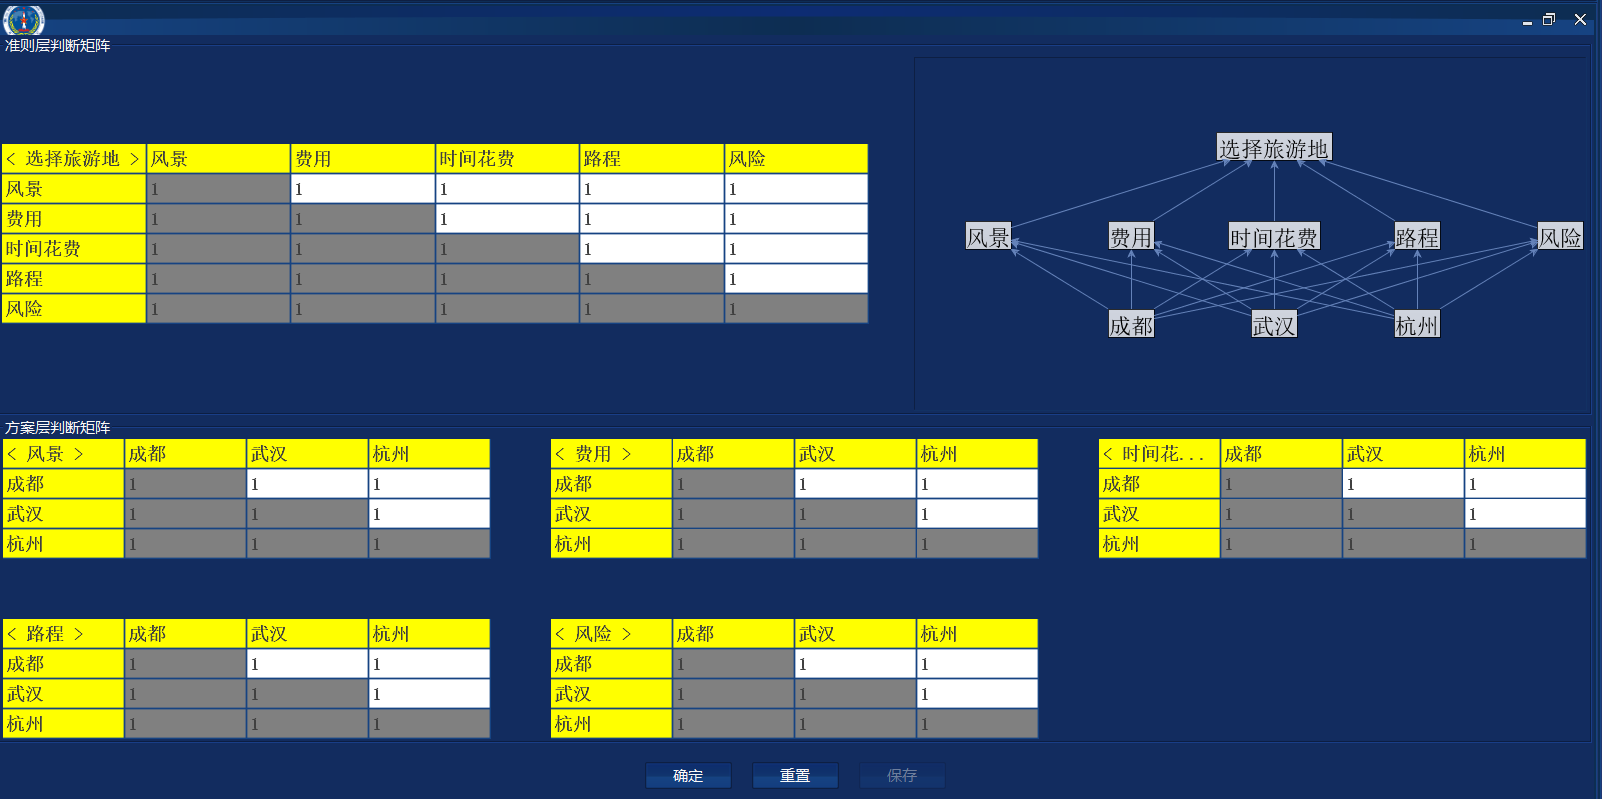 准则层判断矩阵
< 选择旅游地 > 风景 费用 时间花费 路程 风险
风景 1 1 1 1 1
费用 1 1 1 1 1
时间花费 1 1 1 1 1
路程 1 1 1 1 1
风险 1 1 1 1 1
选择旅游地
风景 费用 时间花费 路程 风险
成都 武汉 杭州
方案层判断矩阵
< 风景 > 成都 武汉 杭州
成都 1 1 1
武汉 1 1 1
杭州 1 1 1
< 费用 > 成都 武汉 杭州
成都 1 1 1
武汉 1 1 1
杭州 1 1 1
< 时间花... 成都 武汉 杭州
成都 1 1 1
武汉 1 1 1
杭州 1 1 1
< 路程 > 成都 武汉 杭州
成都 1 1 1
武汉 1 1 1
杭州 1 1 1
< 风险 > 成都 武汉 杭州
成都 1 1 1
武汉 1 1 1
杭州 1 1 1
确定 重置 保存